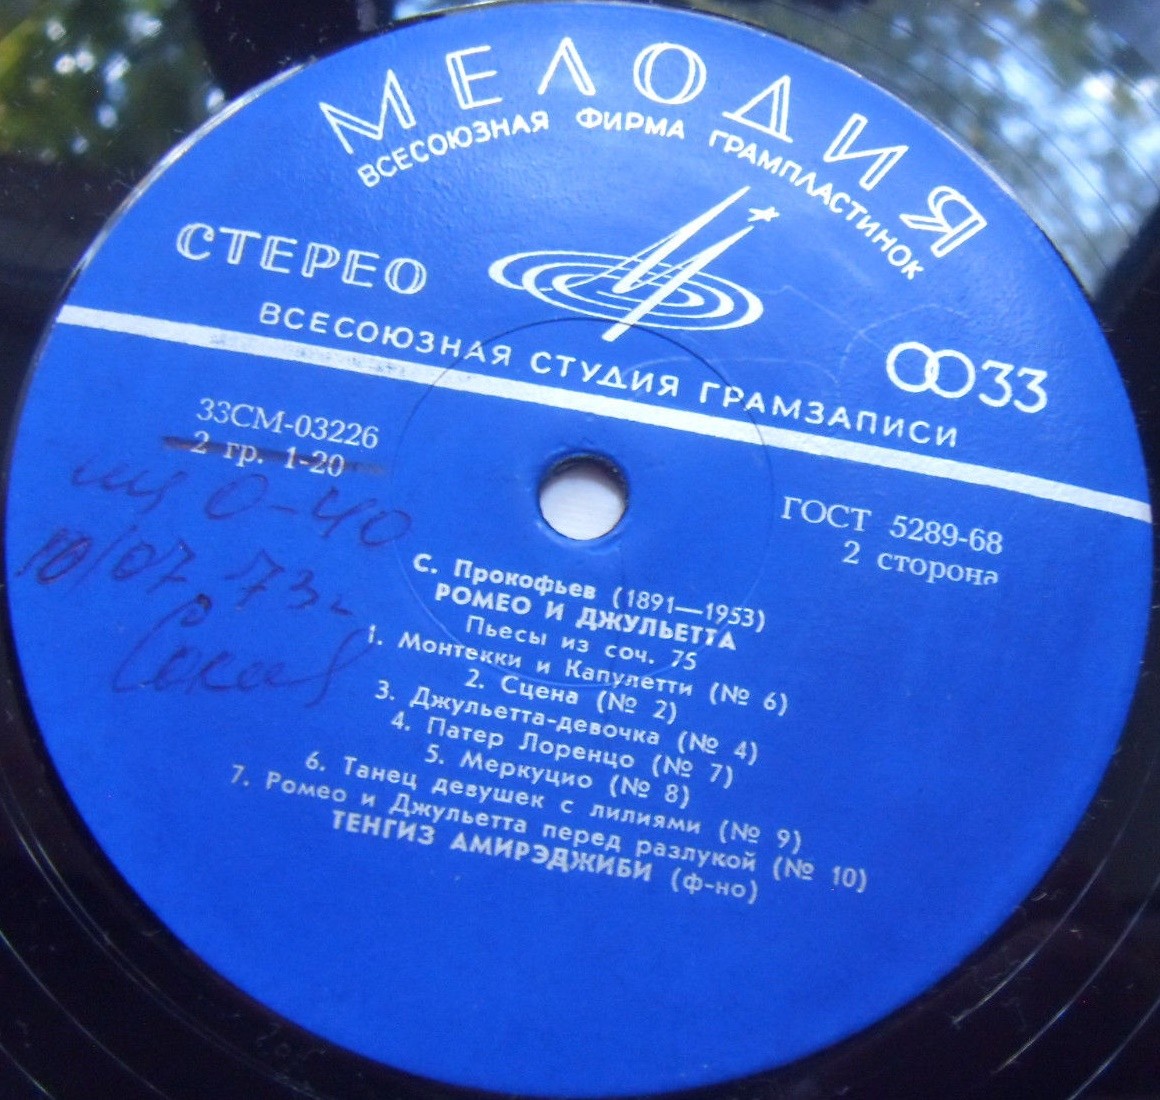 МЕЛОДИЯ
ВСЕСОЮЗНАЯ ФИРМА ГРАМПЛАСТИНОК
СТЕРЕО
33
ВСЕСОЮЗНАЯ СТУДИЯ ГРАМЗАПИСИ
33СМ-03226
2 гр. 1-20
0-40
10/07 73
ГОСТ 5289-68
2 сторона
С. Прокофьев (1891—1953)
РОМЕО И ДЖУЛЬЕТТА
Пьесы из соч. 75
1. Монтекки и Капулетти (№ 6)
2. Сцена (№ 2)
3. Джульетта-девочка (№ 4)
4. Патер Лоренцо (№ 7)
5. Меркуцио (№ 8)
6. Танец девушек с лилиями (№ 9)
7. Ромео и Джульетта перед разлукой (№ 10)
ТЕНГИЗ АМИРЭДЖИБИ (ф-но)